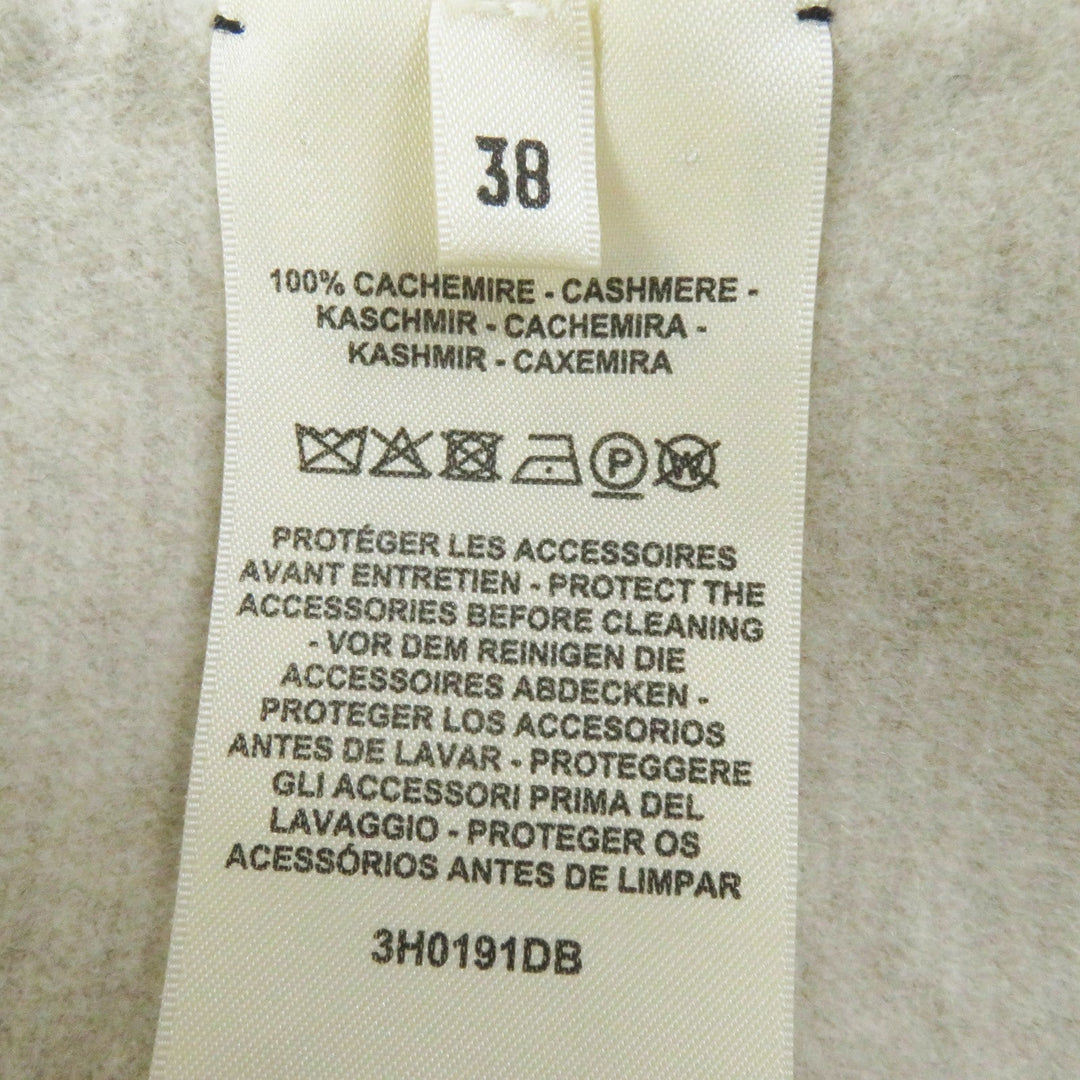 38
100% CACHEMIRE - CASHMERE -
KASCHMIR - CACHEMIRA -
KASHMIR - CAXEMIRA
P W
PROTÉGER LES ACCESSOIRES
AVANT ENTRETIEN - PROTECT THE
ACCESSORIES BEFORE CLEANING
- VOR DEM REINIGEN DIE
ACCESSOIRES ABDECKEN -
PROTEGER LOS ACCESORIOS
ANTES DE LAVAR - PROTEGGERE
GLI ACCESSORI PRIMA DEL
LAVAGGIO - PROTEGER OS
ACESSÓRIOS ANTES DE LIMPAR
3H0191DB